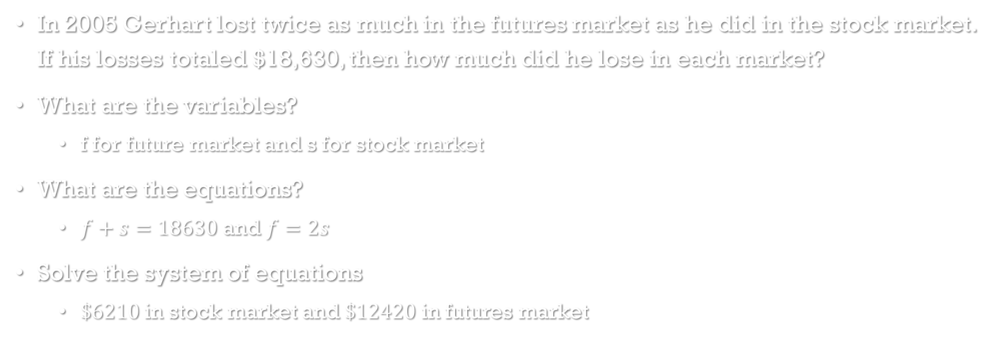 • In 2005 Gerhart lost twice as much in the futures market as he did in the stock market.
If his losses totaled $18,630, then how much did he lose in each market?
• What are the variables?
• f for future market and s for stock market
• What are the equations?
• f + s = 18630 and f = 2s
• Solve the system of equations
• $6210 in stock market and $12420 in futures market